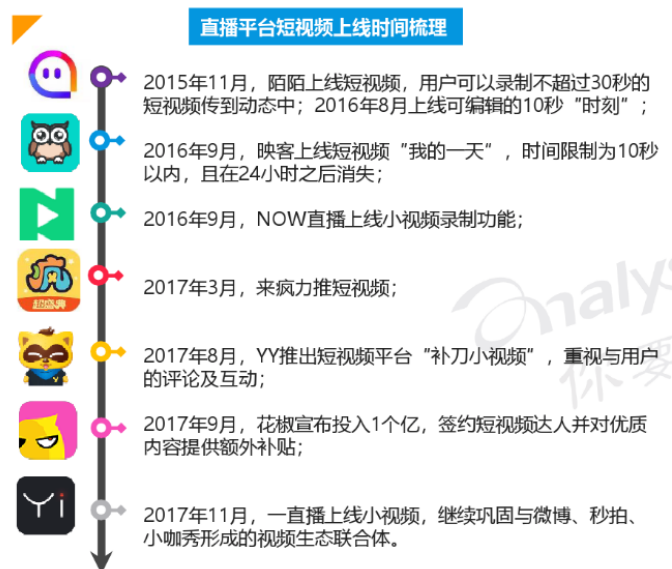 直播平台短视频上线时间梳理
2015年11月，陌陌上线短视频，用户可以录制不超过30秒的
短视频传到动态中；2016年8月上线可编辑的10秒“时刻”；
2016年9月，映客上线短视频“我的一天”，时间限制为10秒
以内，且在24小时之后消失；
2016年9月，NOW直播上线小视频录制功能；
2017年3月，来疯力推短视频；
2017年8月，YY推出短视频平台“补刀小视频”，重视与用户
的评论及互动；
2017年9月，花椒宣布投入1个亿，签约短视频达人并对优质
内容提供额外补贴；
2017年11月，一直播上线小视频，继续巩固与微博、秒拍、
小咖秀形成的视频生态联合体。
Yi
nalys
你要